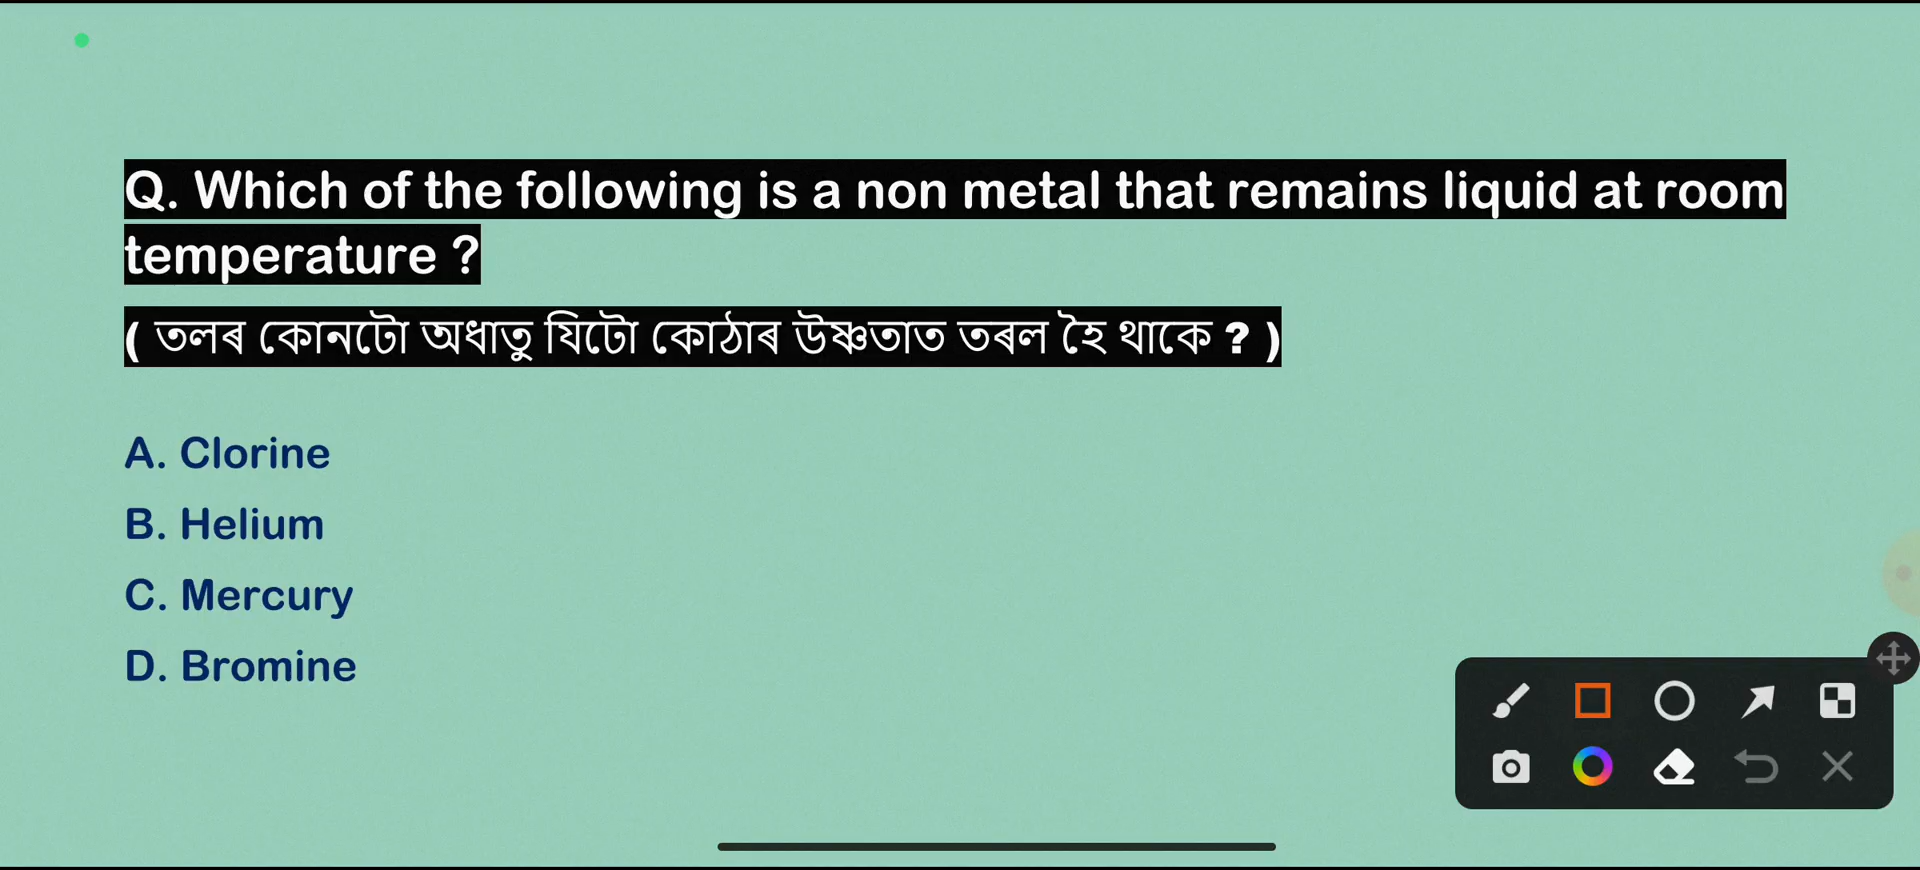 Q. Which of the following is a non metal that remains liquid at room
temperature ?
( তলৰ কোনটো অধাতু যিটো কোঠাৰ উষ্ণতাত তৰল হৈ থাকে ? )
A. Clorine
B. Helium
C. Mercury
D. Bromine